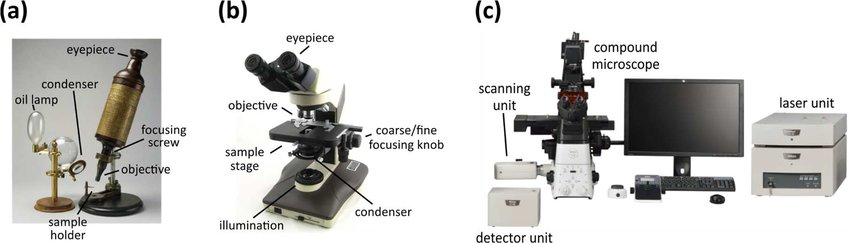 (a)
eyepiece
condenser
oil lamp
focusing
screw
objective
sample
holder
(b)
eyepiece
objective
coarse/fine
focusing knob
sample
stage
condenser
illumination
(c)
compound
microscope
scanning
unit
laser unit
detector unit